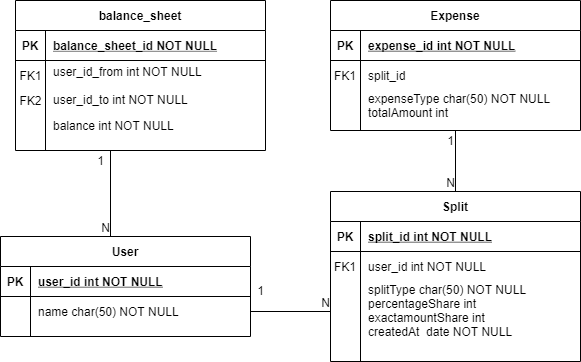 balance_sheet
PK balance_sheet_id NOT NULL
FK1 user_id_from int NOT NULL
FK2 user_id_to int NOT NULL
balance int NOT NULL
Expense
PK expense_id int NOT NULL
FK1 split_id
expenseType char(50) NOT NULL
totalAmount int
1
N
1
N
User
PK user_id int NOT NULL
name char(50) NOT NULL
1
N
Split
PK split_id int NOT NULL
FK1 user_id int NOT NULL
splitType char(50) NOT NULL
percentageShare int
exactamountShare int
createdAt date NOT NULL